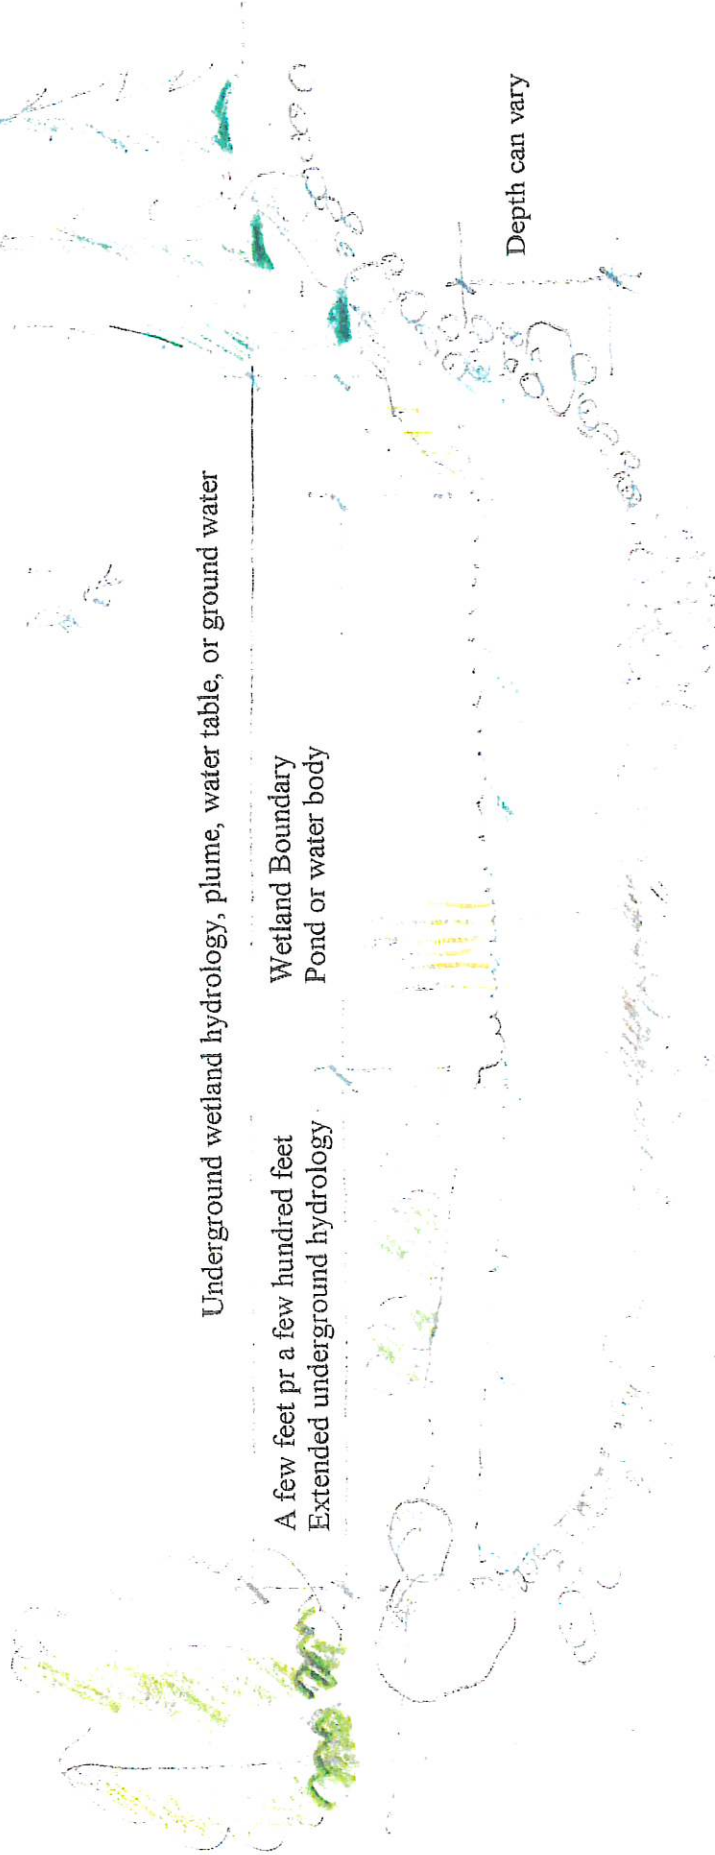 Underground wetland hydrology, plume, water table, or ground water
A few feet pr a few hundred feet
Extended underground hydrology
Wetland Boundary
Pond or water body
Depth can vary